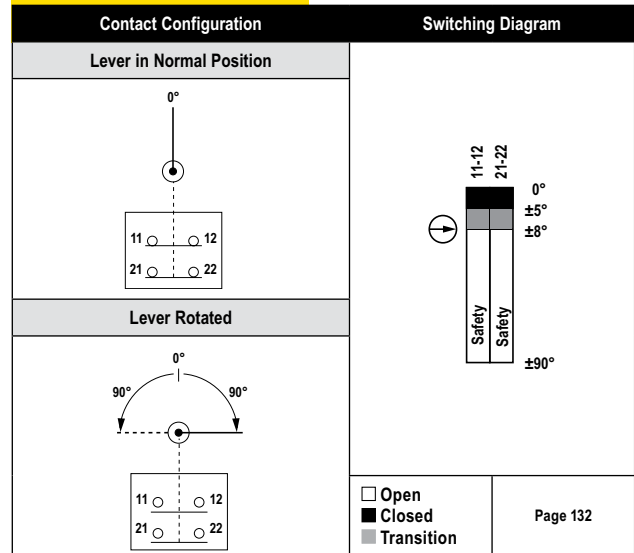 Contact Configuration
Switching Diagram
Lever in Normal Position
0°
11 12
21 22
Lever Rotated
0°
90° 90°
11 12
21 22
11-12 21-22
0°
±5°
±8°
Safety Safety
±90°
Open
Closed
Transition
Page 132